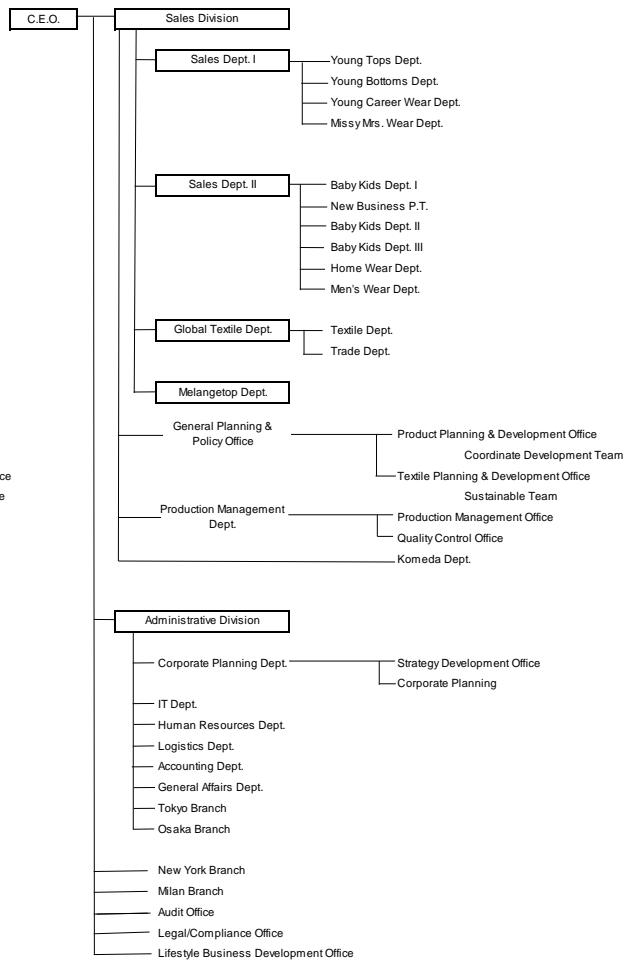 C.E.O.
Sales Division
Sales Dept. I
Young Tops Dept.
Young Bottoms Dept.
Young Career Wear Dept.
Missy Mrs. Wear Dept.
Sales Dept. II
Baby Kids Dept. I
New Business P.T.
Baby Kids Dept. II
Baby Kids Dept. III
Home Wear Dept.
Men's Wear Dept.
Global Textile Dept.
Textile Dept.
Trade Dept.
Melangetop Dept.
General Planning &
Policy Office
Product Planning & Development Office
Coordinate Development Team
Textile Planning & Development Office
Sustainable Team
Production Management
Dept.
Production Management Office
Quality Control Office
Komeda Dept.
Administrative Division
Corporate Planning Dept.
Strategy Development Office
Corporate Planning
IT Dept.
Human Resources Dept.
Logistics Dept.
Accounting Dept.
General Affairs Dept.
Tokyo Branch
Osaka Branch
New York Branch
Milan Branch
Audit Office
Legal/Compliance Office
Lifestyle Business Development Office